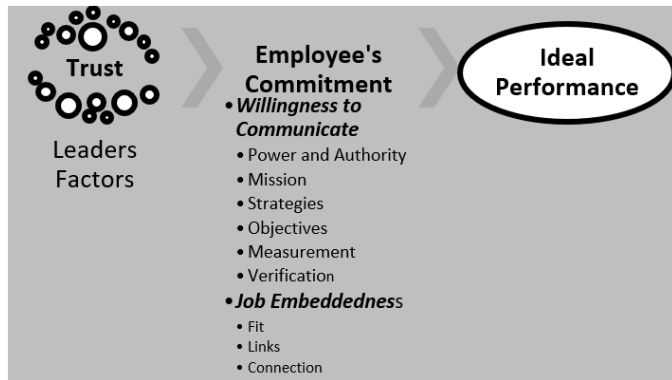 Trust
Leaders
Factors
Employee's
Commitment
• Willingness to
Communicate
• Power and Authority
• Mission
• Strategies
• Objectives
• Measurement
• Verification
• Job Embeddedness
• Fit
• Links
• Connection
Ideal
Performance